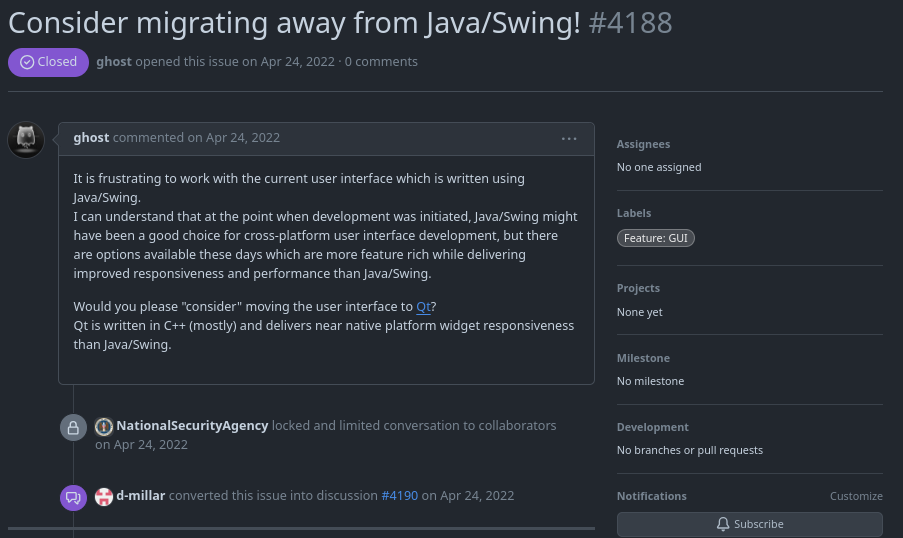 Consider migrating away from Java/Swing! #4188
Closed ghost opened this issue on Apr 24, 2022 · 0 comments
ghost commented on Apr 24, 2022
It is frustrating to work with the current user interface which is written using
Java/Swing.
I can understand that at the point when development was initiated, Java/Swing might
have been a good choice for cross-platform user interface development, but there
are options available these days which are more feature rich while delivering
improved responsiveness and performance than Java/Swing.
Would you please "consider" moving the user interface to Qt?
Qt is written in C++ (mostly) and delivers near native platform widget responsiveness
than Java/Swing.
NationalSecurityAgency locked and limited conversation to collaborators
on Apr 24, 2022
d-millar converted this issue into discussion #4190 on Apr 24, 2022
Assignees
No one assigned
Labels
Feature: GUI
Projects
None yet
Milestone
No milestone
Development
No branches or pull requests
Notifications Customize
Subscribe